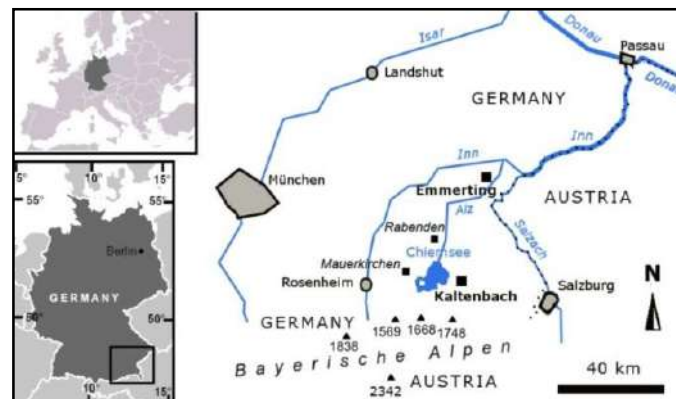 10°
15°
55°
55°
Berlin
GERMANY
50°
50°
10°
15°
Isar
Donau
Passau
Donau
Landshut
GERMANY
Inn
Inn
München
Emmerting
AUSTRIA
Alz
Rabenden
Salzach
Chiemsee
Mauerkirchen
Rosenheim
Kaltenbach
Salzburg
N
GERMANY
1838
1569
1668
1748
Bayerische Alpen
2342
AUSTRIA
40 km